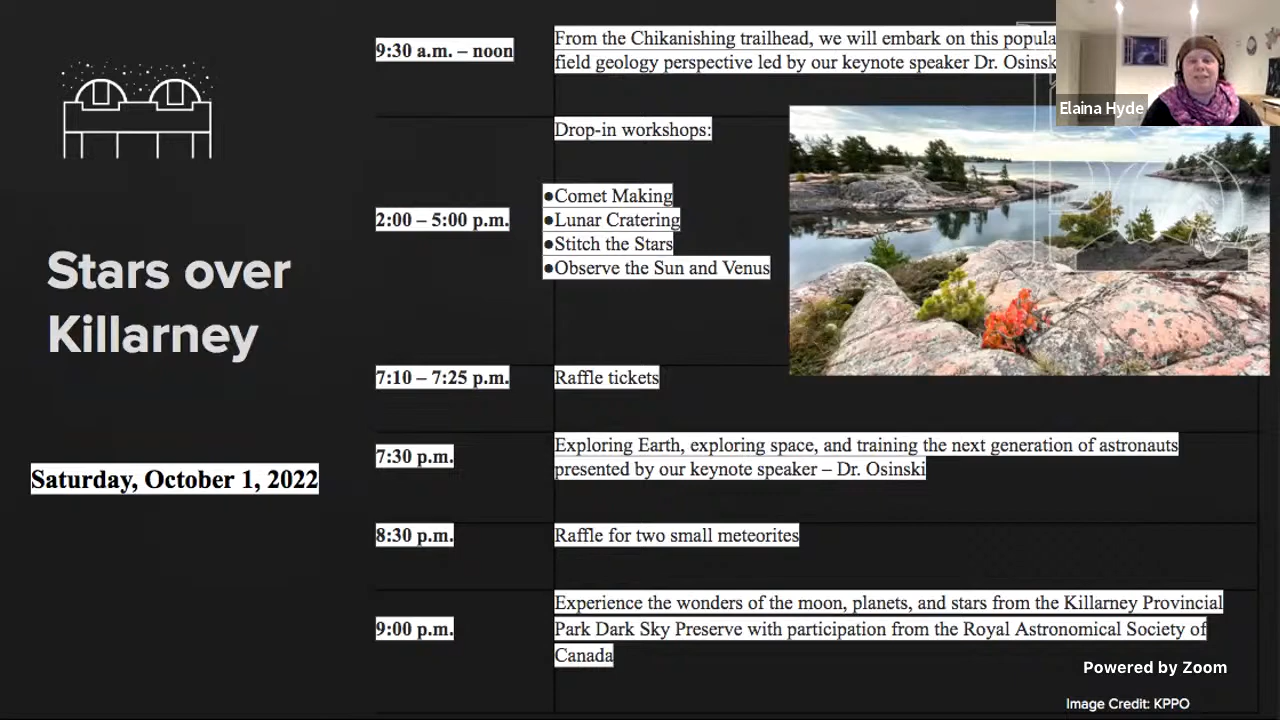 Stars over
Killarney
Saturday, October 1, 2022
9:30 a.m. – noon
From the Chikanishing trailhead, we will embark on this popula
field geology perspective led by our keynote speaker Dr. Osinsk
2:00 – 5:00 p.m.
Drop-in workshops:
●Comet Making
●Lunar Cratering
●Stitch the Stars
●Observe the Sun and Venus
7:10 – 7:25 p.m.
Raffle tickets
7:30 p.m.
Exploring Earth, exploring space, and training the next generation of astronauts
presented by our keynote speaker – Dr. Osinski
8:30 p.m.
Raffle for two small meteorites
9:00 p.m.
Experience the wonders of the moon, planets, and stars from the Killarney Provincial
Park Dark Sky Preserve with participation from the Royal Astronomical Society of
Canada
Elaina Hyde
Powered by Zoom
Image Credit: KPPO